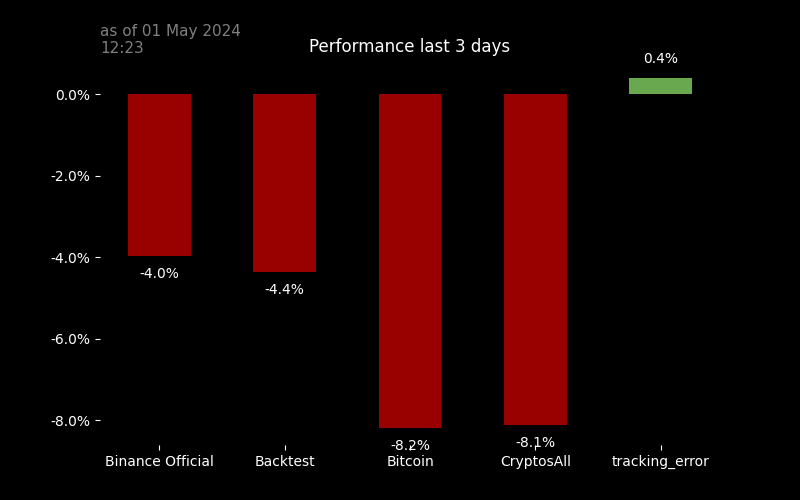 as of 01 May 2024
12:23
Performance last 3 days
0.4%
0.0%
-2.0%
-4.0%
-6.0%
-8.0%
-4.0%
-4.4%
-8.2%
-8.1%
Binance Official
Backtest
Bitcoin
CryptosAll
tracking_error